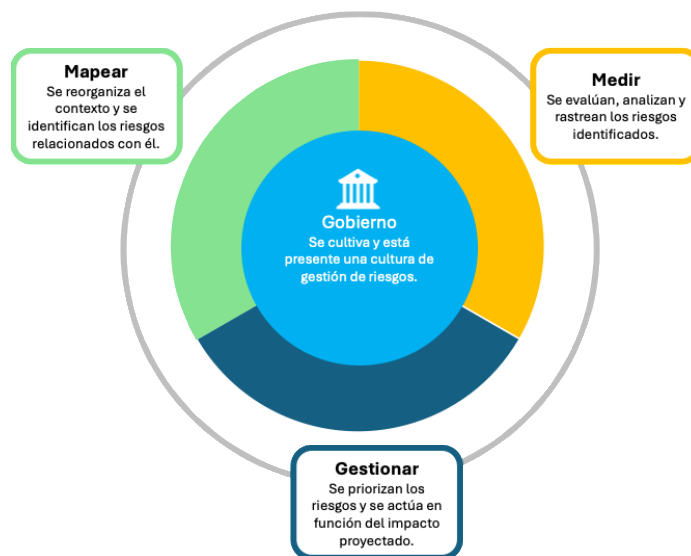 Mapear
Se reorganiza el
contexto y se
identifican los riesgos
relacionados con él.
Medir
Se evalúan, analizan y
rastrean los riesgos
identificados.
Gobierno
Se cultiva y está
presente una cultura de
gestión de riesgos.
Gestionar
Se priorizan los
riesgos y se actúa en
función del impacto
proyectado.